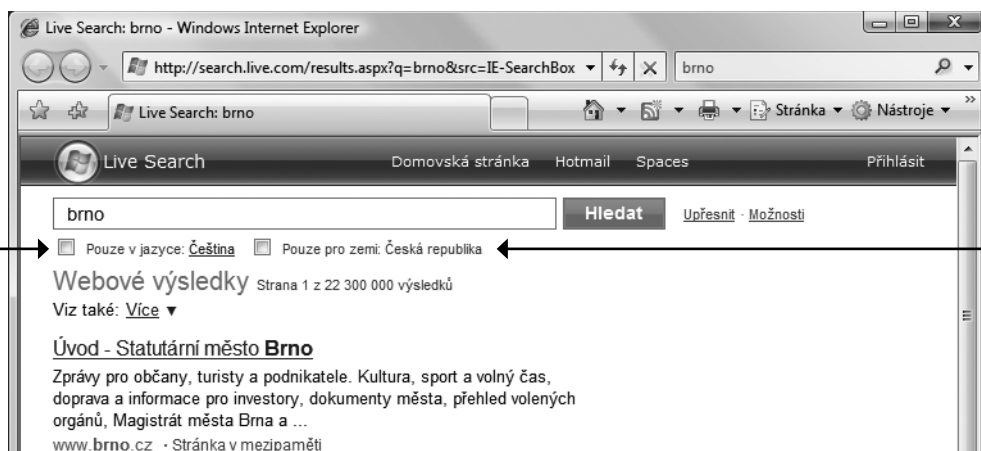 Live Search: brno - Windows Internet Explorer
http://search.live.com/results.aspx?q=brno&src=IE-SearchBox
brno
Live Search: brno
Stránka
Nástroje
»
Live Search
Domovská stránka Hotmail Spaces
Přihlásit
brno
Hledat
Upřesnit · Možnosti
Pouze v jazyce: Čeština Pouze pro zemi: Česká republika
Webové výsledky Strana 1 z 22 300 000 výsledků
Viz také: Více ▼
Úvod - Statutární město Brno
Zprávy pro občany, turisty a podnikatele. Kultura, sport a volný čas,
doprava a informace pro investory, dokumenty města, přehled volených
orgánů, Magistrát města Brna a ...
www.brno.cz · Stránka v mezipaměti